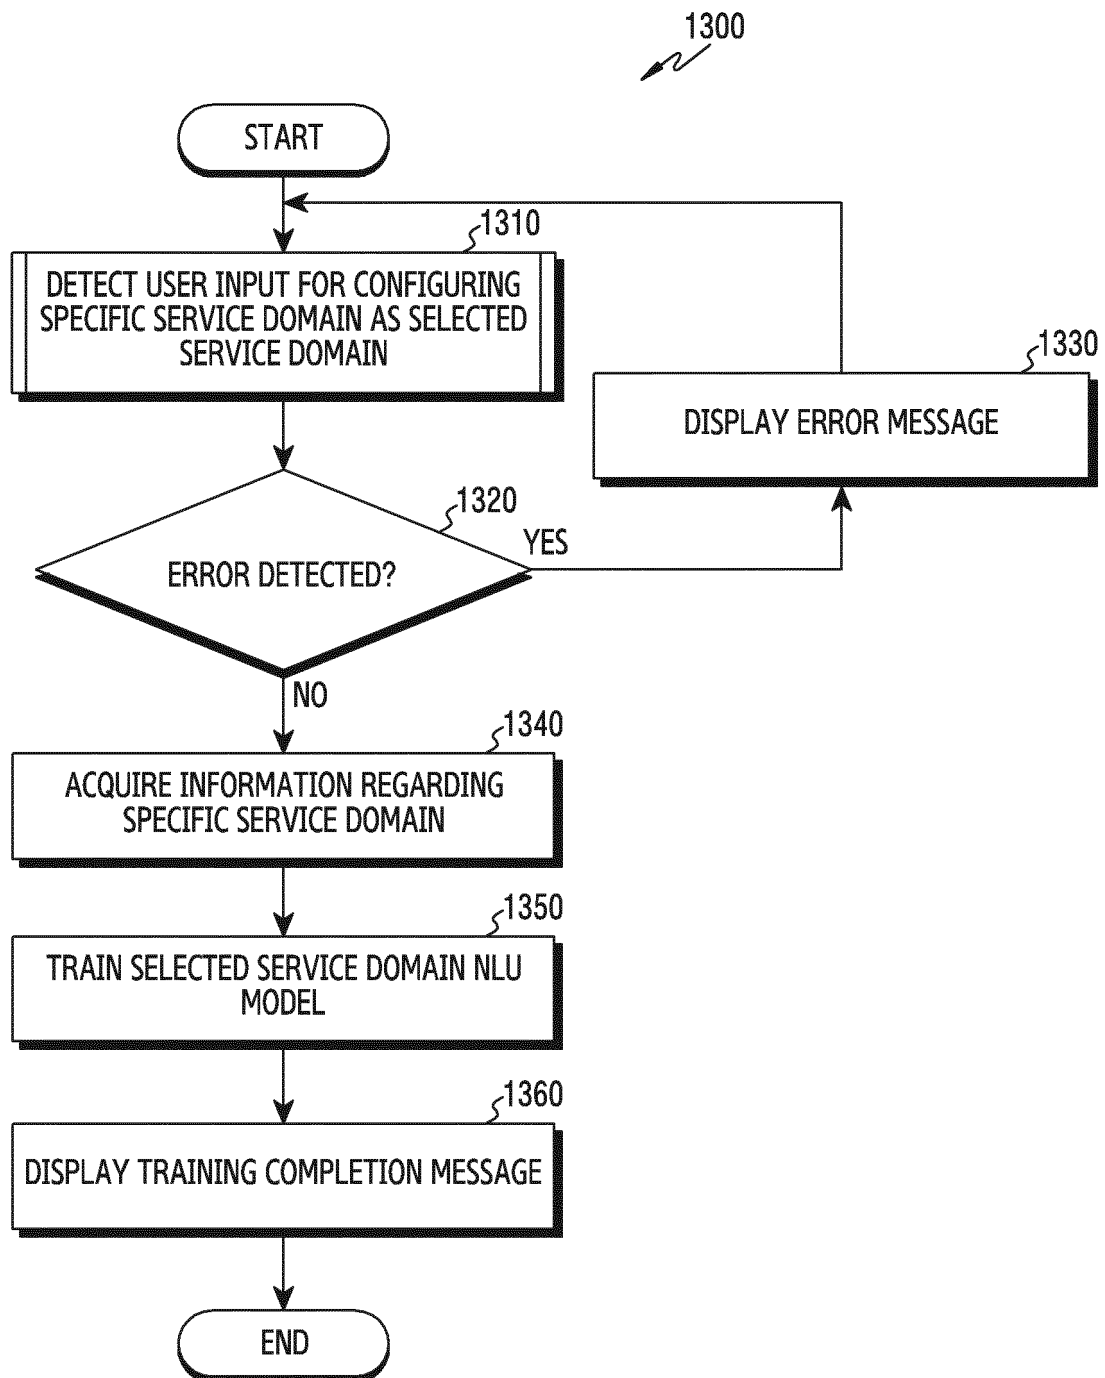 1300
START
1310
DETECT USER INPUT FOR CONFIGURING
SPECIFIC SERVICE DOMAIN AS SELECTED
SERVICE DOMAIN
1330
DISPLAY ERROR MESSAGE
1320
ERROR DETECTED?
YES
NO
1340
ACQUIRE INFORMATION REGARDING
SPECIFIC SERVICE DOMAIN
1350
TRAIN SELECTED SERVICE DOMAIN NLU
MODEL
1360
DISPLAY TRAINING COMPLETION MESSAGE
END